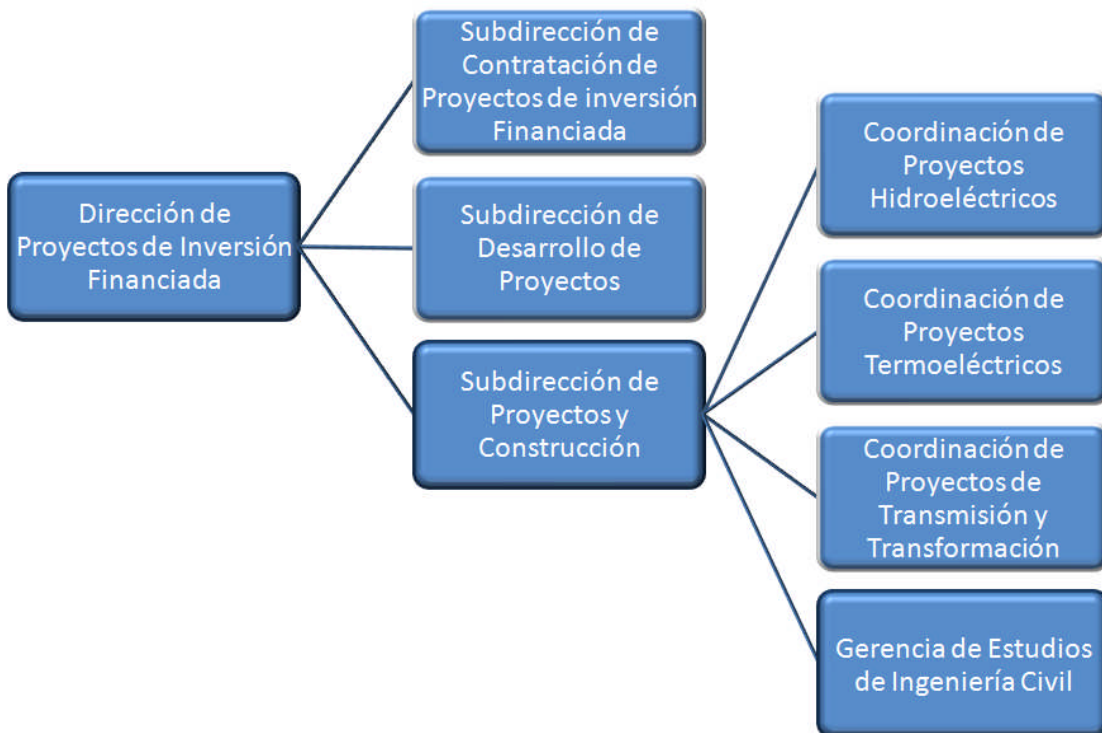 Dirección de
Proyectos de Inversión
Financiada
Subdirección de
Contratación de
Proyectos de inversión
Financiada
Subdirección de
Desarrollo de
Proyectos
Subdirección de
Proyectos y
Construcción
Coordinación de
Proyectos
Hidroeléctricos
Coordinación de
Proyectos
Termoeléctricos
Coordinación de
Proyectos de
Transmisión y
Transformación
Gerencia de Estudios
de Ingeniería Civil